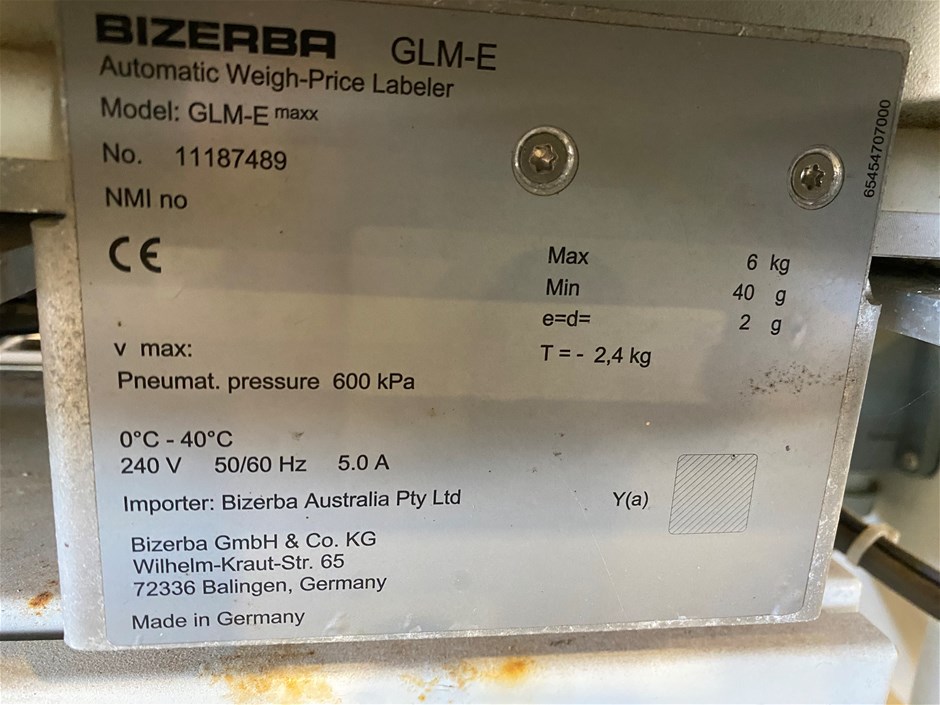 BIZERBA GLM-E
Automatic Weigh-Price Labeler
Model: GLM-E maxx
No. 11187489
NMI no
65454707000
CE
Max 6 kg
Min 40 g
e=d= 2 g
T = - 2,4 kg
v max:
Pneumat. pressure 600 kPa
0°C - 40°C
240 V 50/60 Hz 5.0 A
Importer: Bizerba Australia Pty Ltd
Y(a)
Bizerba GmbH & Co. KG
Wilhelm-Kraut-Str. 65
72336 Balingen, Germany
Made in Germany